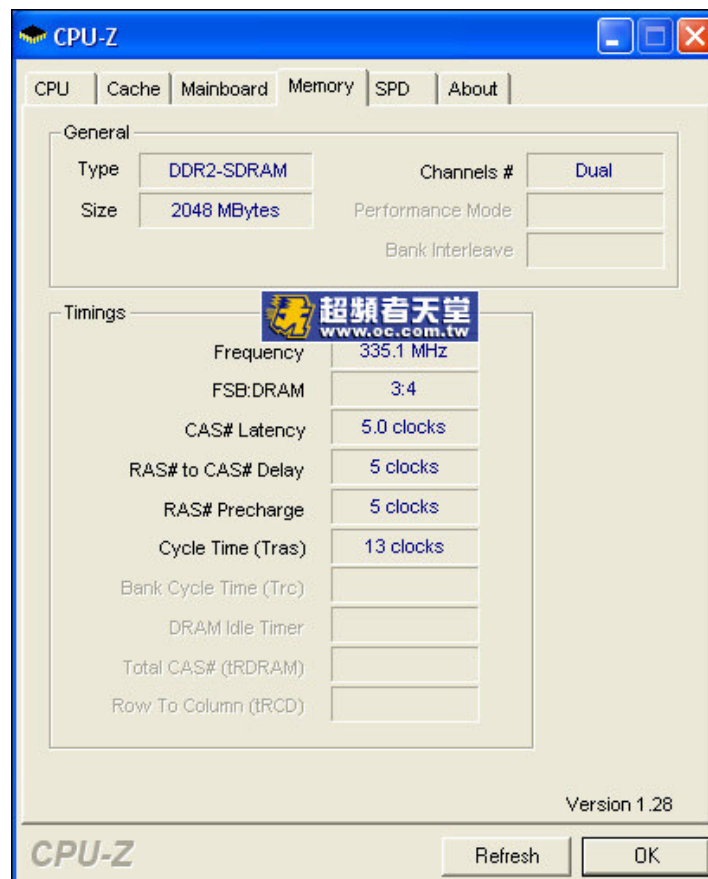 CPU-Z
CPU Cache Mainboard Memory SPD About
General
Type DDR2-SDRAM Channels # Dual
Size 2048 MBytes Performance Mode
Bank Interleave
Timings
超頻者天堂
www.oc.com.tw
Frequency 335.1 MHz
FSB:DRAM 3:4
CAS# Latency 5.0 clocks
RAS# to CAS# Delay 5 clocks
RAS# Precharge 5 clocks
Cycle Time (Tras) 13 clocks
Bank Cycle Time (Trc)
DRAM Idle Timer
Total CAS# (tRDRAM)
Row To Column (tRCD)
Version 1.28
CPU-Z Refresh OK